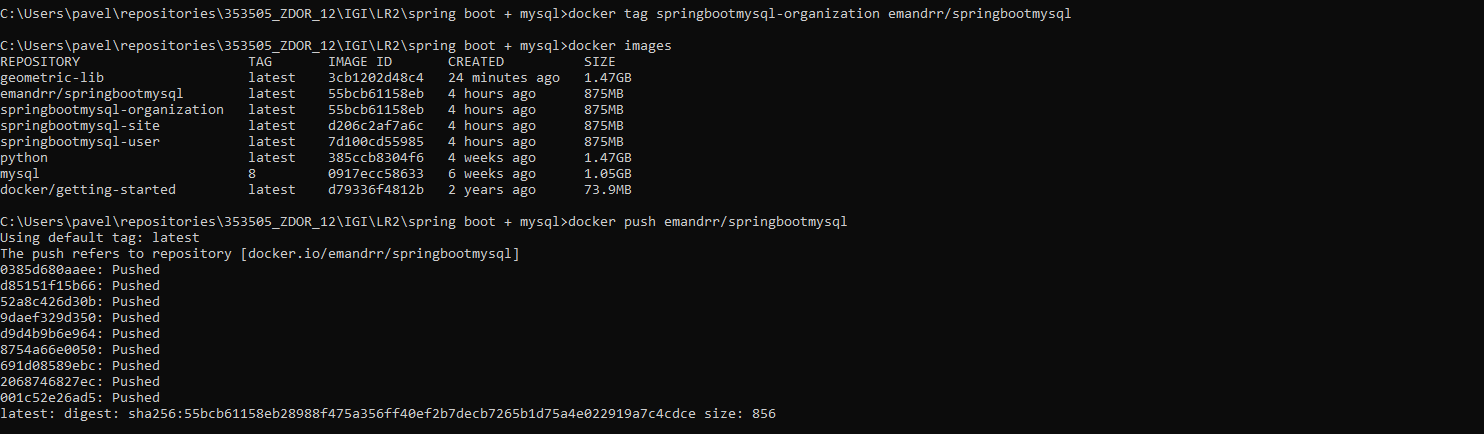 C:\Users\pavel\repositories\353505_ZDOR_12\IGI\LR2\spring boot + mysql>docker tag springbootmysql-organization emandrr/springbootmysql
C:\Users\pavel\repositories\353505_ZDOR_12\IGI\LR2\spring boot + mysql>docker images
REPOSITORY                     TAG       IMAGE ID       CREATED          SIZE
geometric-lib                  latest    3cb1202d48c4   24 minutes ago   1.47GB
emandrr/springbootmysql        latest    55bcb61158eb   4 hours ago      875MB
springbootmysql-organization   latest    55bcb61158eb   4 hours ago      875MB
springbootmysql-site           latest    d206c2af7a6c   4 hours ago      875MB
springbootmysql-user           latest    7d100cd55985   4 hours ago      875MB
python                         latest    385ccb8304f6   4 weeks ago      1.47GB
mysql                          8         0917ecc58633   6 weeks ago      1.05GB
docker/getting-started         latest    d79336f4812b   2 years ago      73.9MB
C:\Users\pavel\repositories\353505_ZDOR_12\IGI\LR2\spring boot + mysql>docker push emandrr/springbootmysql
Using default tag: latest
The push refers to repository [docker.io/emandrr/springbootmysql]
0385d680aaee: Pushed
d85151f15b66: Pushed
52a8c426d30b: Pushed
9daef329d350: Pushed
d9d4b9b6e964: Pushed
8754a66e0050: Pushed
691d08589ebc: Pushed
2068746827ec: Pushed
001c52e26ad5: Pushed
latest: digest: sha256:55bcb61158eb28988f475a356ff40ef2b7decb7265b1d75a4e022919a7c4cdce size: 856